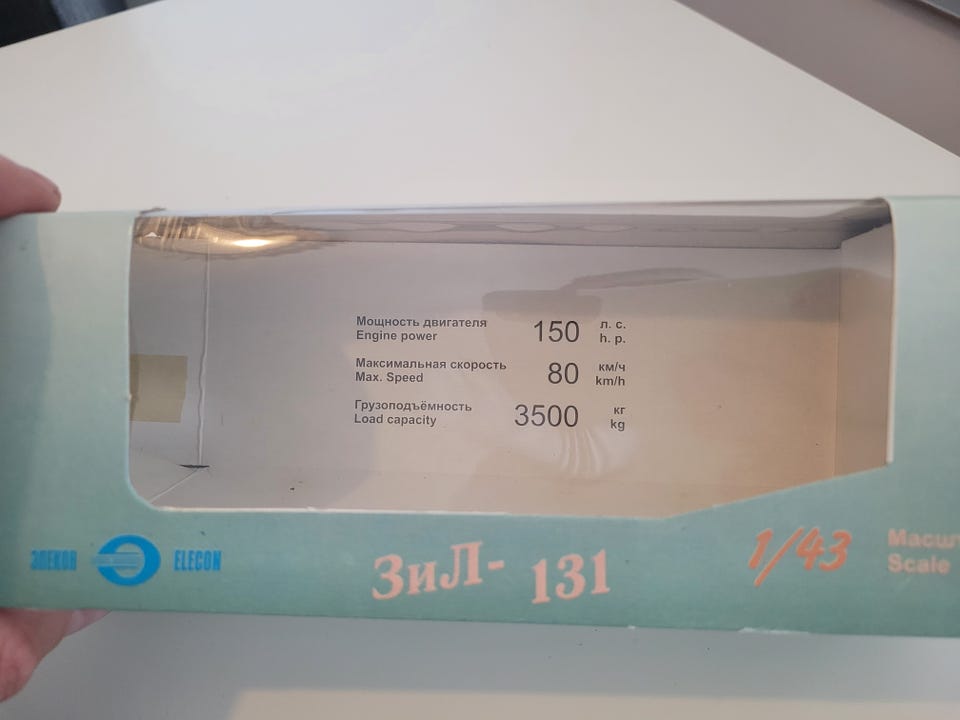 Мощность двигателя
Engine power
150
л. с.
h. p.
Максимальная скорость
Max. Speed
80
км/ч
km/h
Грузоподъёмность
Load capacity
3500
кг
kg
ЭЛЕКОН
ELECON
ЗиЛ- 131
1/43
Масшт
Scale